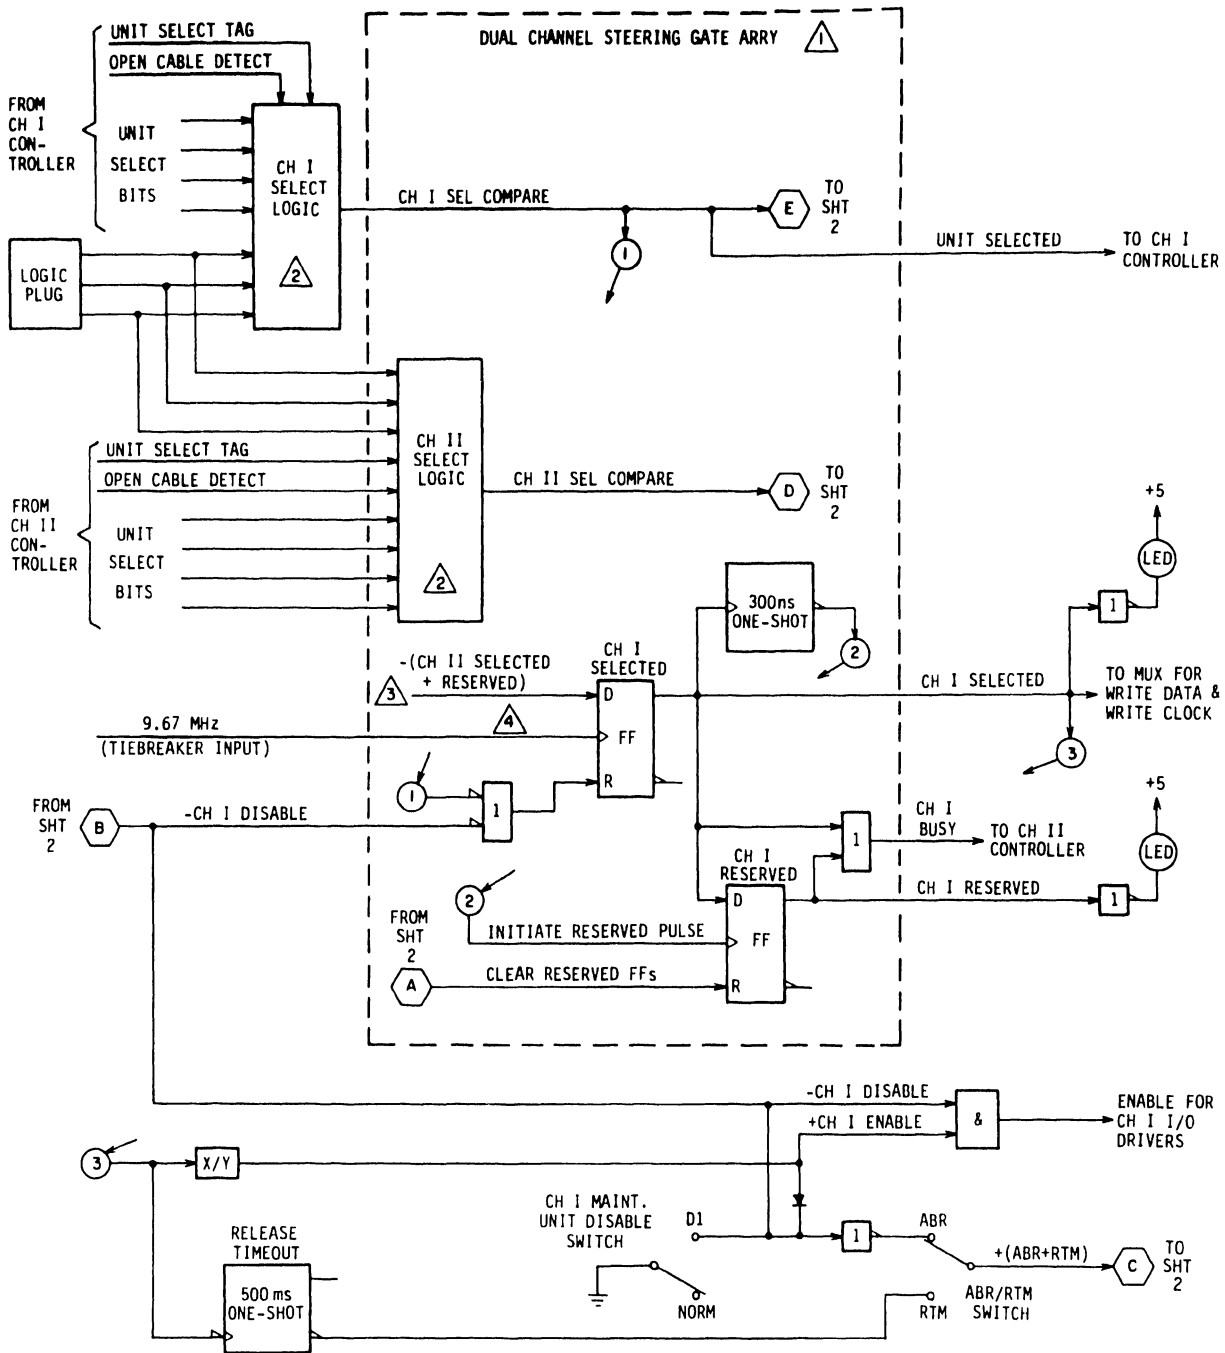 UNIT SELECT TAG
OPEN CABLE DETECT
FROM
CH I
CON-
TROLLER
UNIT
SELECT
BITS
CH I
SELECT
LOGIC
2
LOGIC
PLUG
DUAL CHANNEL STEERING GATE ARRY
1
CH I SEL COMPARE
1
E
TO
SHT
2
UNIT SELECTED
TO CH I
CONTROLLER
UNIT SELECT TAG
OPEN CABLE DETECT
FROM
CH II
CON-
TROLLER
UNIT
SELECT
BITS
CH II
SELECT
LOGIC
2
CH II SEL COMPARE
D
TO
SHT
2
+5
LED
1
300ns
ONE-SHOT
2
-(CH II SELECTED
+ RESERVED)
3
CH I
SELECTED
D
FF
R
4
9.67 MHz
(TIEBREAKER INPUT)
CH I SELECTED
TO MUX FOR
WRITE DATA &
WRITE CLOCK
3
FROM
SHT
2
B
-CH I DISABLE
1
1
1
CH I
BUSY
TO CH II
CONTROLLER
+5
LED
CH I
RESERVED
D
FF
R
CH I RESERVED
1
2
INITIATE RESERVED PULSE
FROM
SHT
2
A
CLEAR RESERVED FFs
-CH I DISABLE
+CH I ENABLE
&
ENABLE FOR
CH I I/O
DRIVERS
3
X/Y
RELEASE
TIMEOUT
500 ms
ONE-SHOT
CH I MAINT.
UNIT DISABLE
SWITCH
D1
NORM
1
ABR
+(ABR+RTM)
C
TO
SHT
2
RTM
ABR/RTM
SWITCH